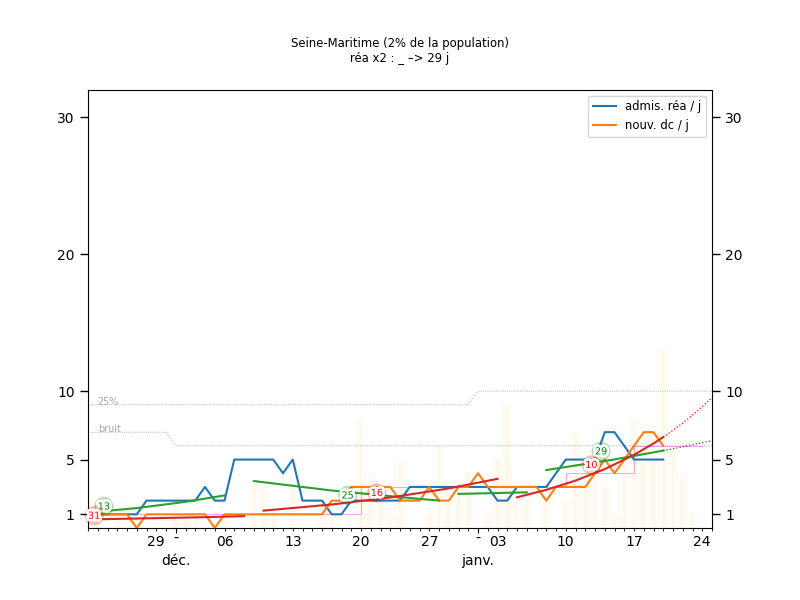 Seine-Maritime (2% de la population)
réa x2 : _ –> 29 j
admis. réa / j
nouv. dc / j
30 30
20 20
10 10
25%
bruit
5 5
29
10
25 16
13
31
1 1
29 - 06 13 20 27 - 03 10 17 24
déc. janv.